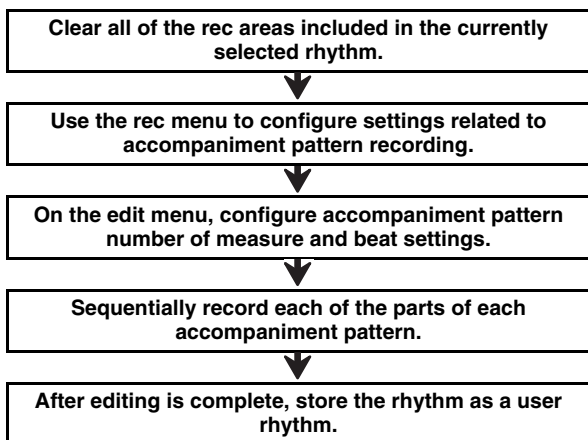 Clear all of the rec areas included in the currently
selected rhythm.
Use the rec menu to configure settings related to
accompaniment pattern recording.
On the edit menu, configure accompaniment pattern
number of measure and beat settings.
Sequentially record each of the parts of each
accompaniment pattern.
After editing is complete, store the rhythm as a user
rhythm.